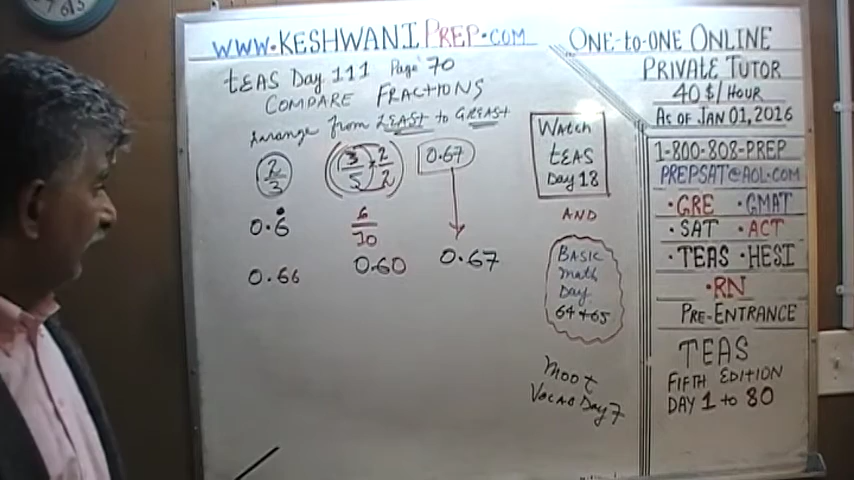 WWW.KESHWANIPREP.COM
TEAS Day 111 Page 70
COMPARE FRACTIONS
Arrange from LEAST to GREAST
2/3 (3/5 × 2/2) 0.67
0.6̇ 6/10
0.66 0.60 0.67
Watch
TEAS
Day 18
AND
BASIC
math
Day
64+65
moot
Vocab Day 7
ONE-to-ONE ONLINE
PRIVATE TUTOR
40$/HOUR
AS OF JAN 01, 2016
1-800-808-PREP
PREPSAT@AOL.COM
•GRE •GMAT
•SAT •ACT
•TEAS •HESI
•RN
PRE-ENTRANCE
TEAS
FIFTH EDITION
DAY 1 to 80